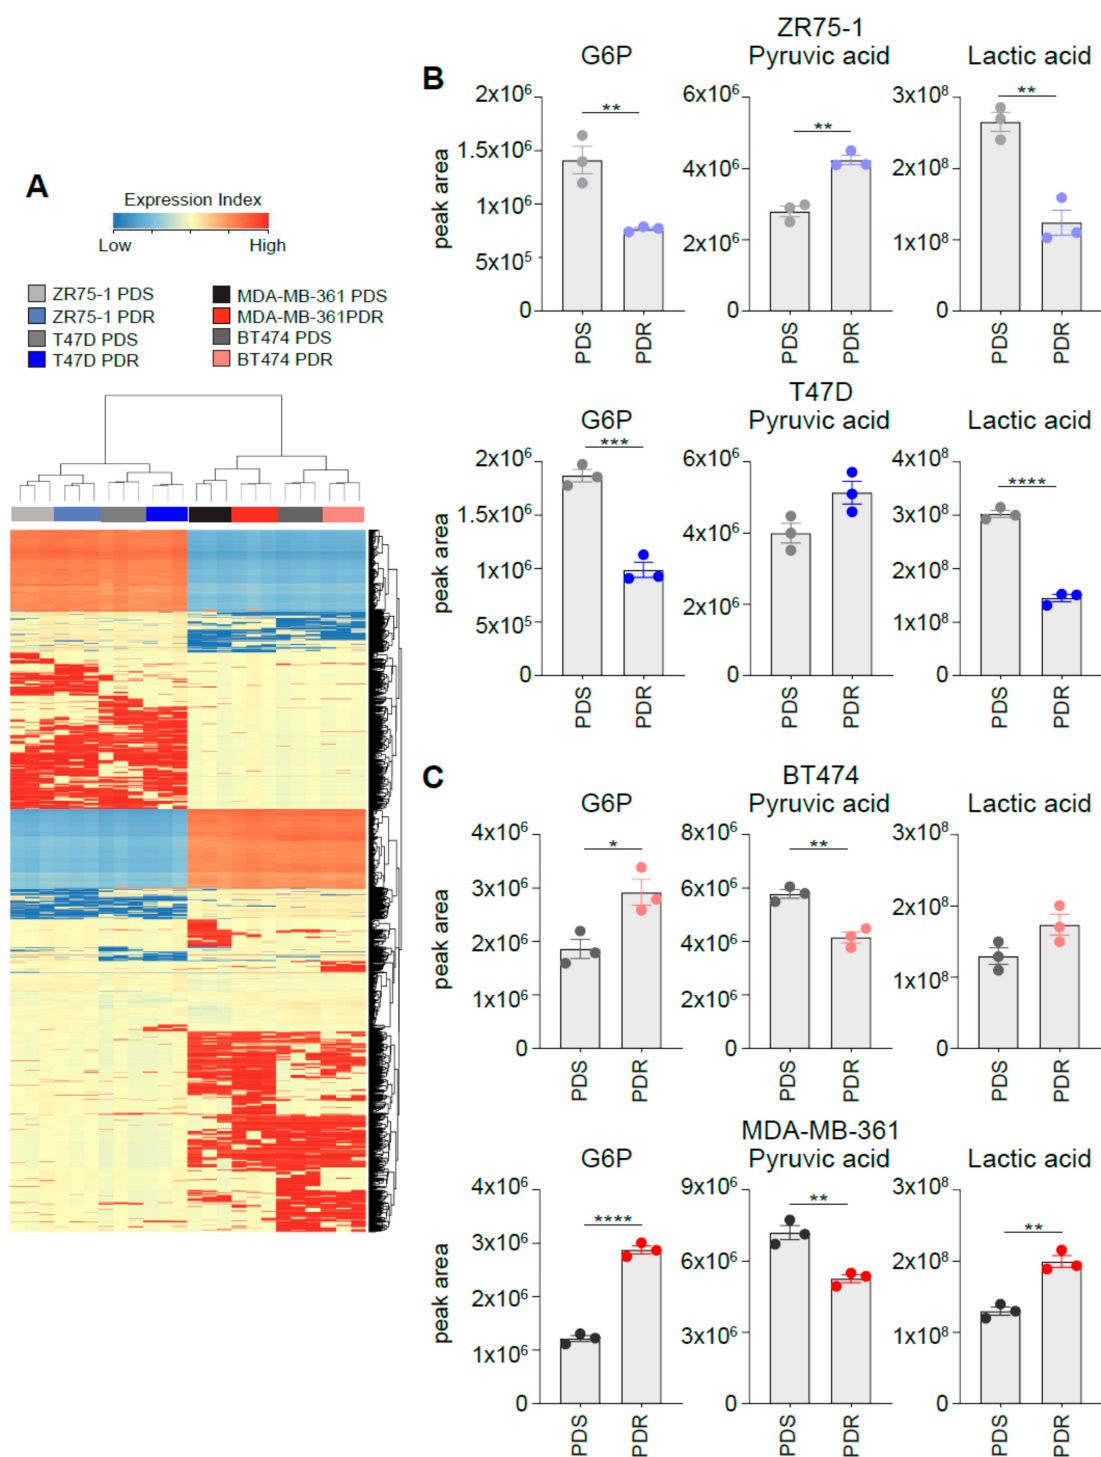 A
Expression Index
Low High
ZR75-1 PDS
ZR75-1 PDR
T47D PDS
T47D PDR
MDA-MB-361 PDS
MDA-MB-361PDR
BT474 PDS
BT474 PDR
B
ZR75-1
G6P
peak area
2x10⁶
1.5x10⁶
1x10⁶
5x10⁵
0
**
PDS
PDR
Pyruvic acid
6x10⁶
4x10⁶
2x10⁶
0
**
PDS
PDR
Lactic acid
3x10⁸
2x10⁸
1x10⁸
0
**
PDS
PDR
T47D
G6P
peak area
2x10⁶
1.5x10⁶
1x10⁶
5x10⁵
0
***
PDS
PDR
Pyruvic acid
6x10⁶
4x10⁶
2x10⁶
0
PDS
PDR
Lactic acid
4x10⁸
3x10⁸
2x10⁸
1x10⁸
0
****
PDS
PDR
C
BT474
G6P
peak area
4x10⁶
3x10⁶
2x10⁶
1x10⁶
0
*
PDS
PDR
Pyruvic acid
8x10⁶
6x10⁶
4x10⁶
2x10⁶
0
**
PDS
PDR
Lactic acid
3x10⁸
2x10⁸
1x10⁸
0
PDS
PDR
MDA-MB-361
G6P
peak area
4x10⁶
3x10⁶
2x10⁶
1x10⁶
0
****
PDS
PDR
Pyruvic acid
9x10⁶
6x10⁶
3x10⁶
0
**
PDS
PDR
Lactic acid
3x10⁸
2x10⁸
1x10⁸
0
**
PDS
PDR